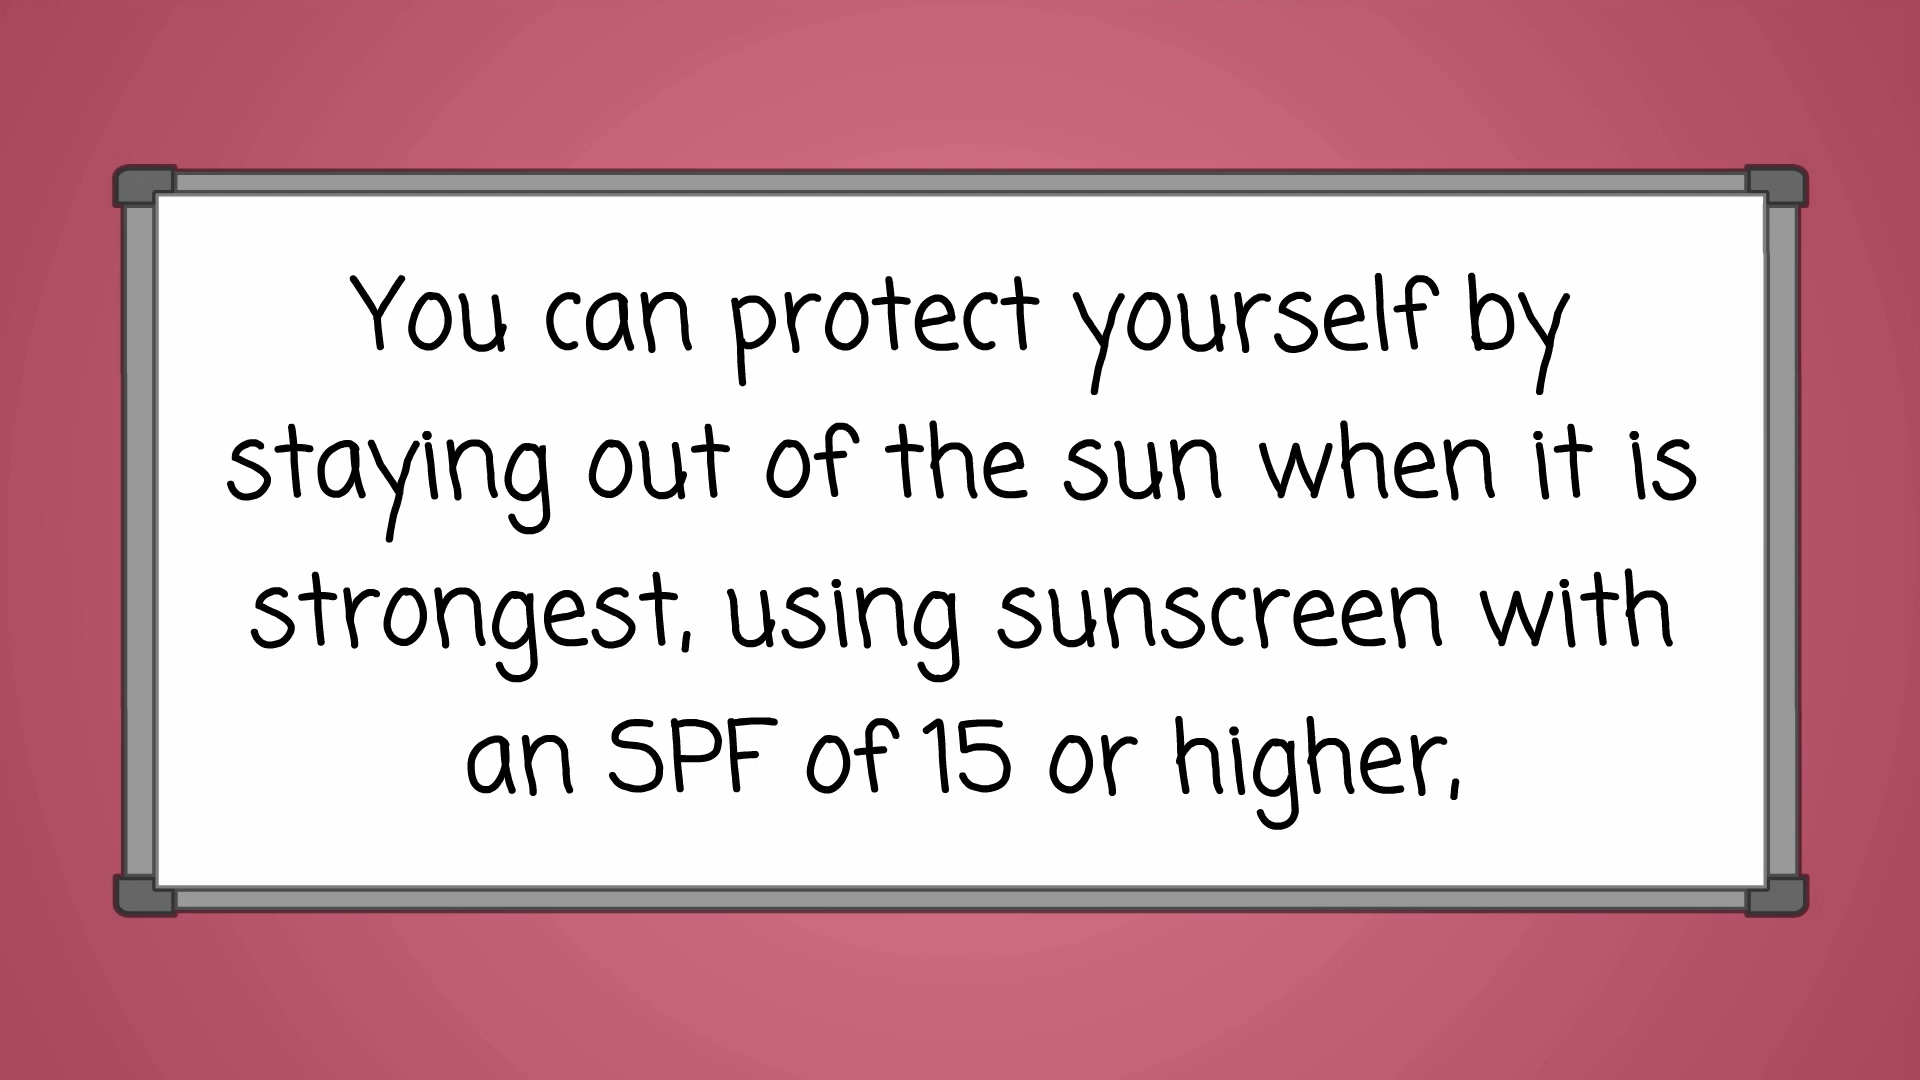 You can protect yourself by
staying out of the sun when it is
strongest, using sunscreen with
an SPF of 15 or higher,